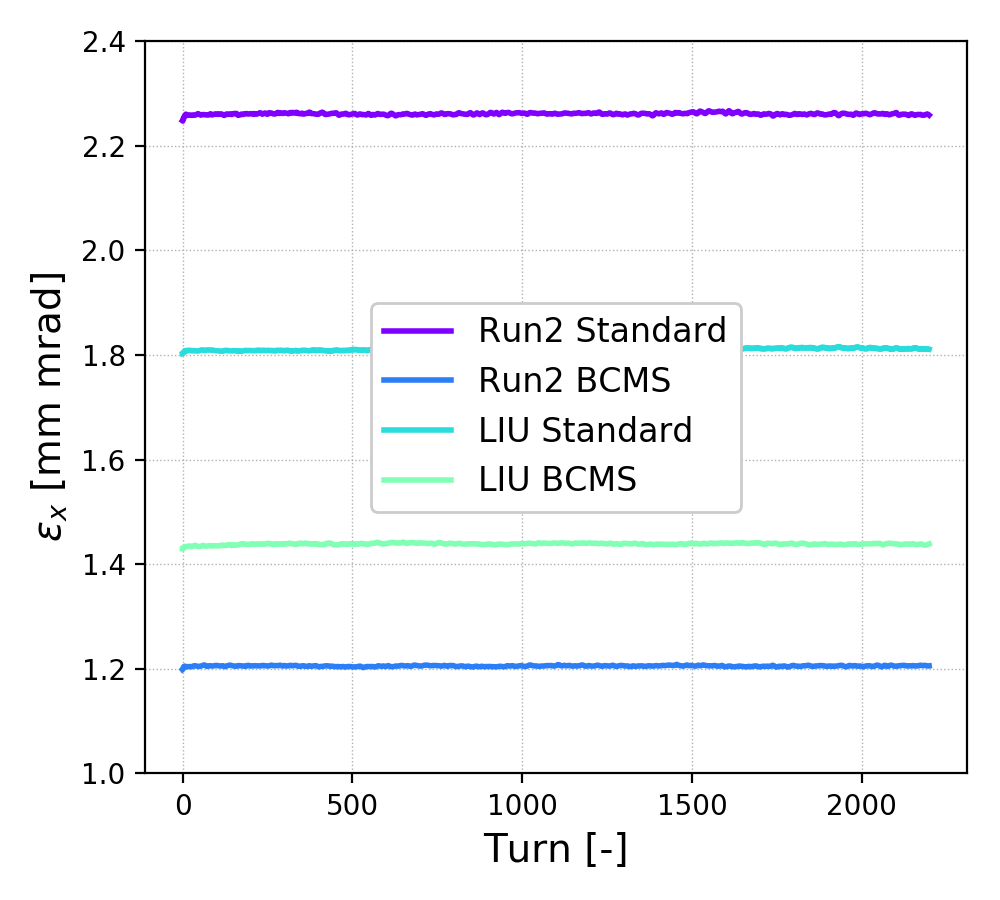 2.4
2.2
2.0
1.8
1.6
1.4
1.2
1.0
εx [mm mrad]
Run2 Standard
Run2 BCMS
LIU Standard
LIU BCMS
0 500 1000 1500 2000
Turn [-]